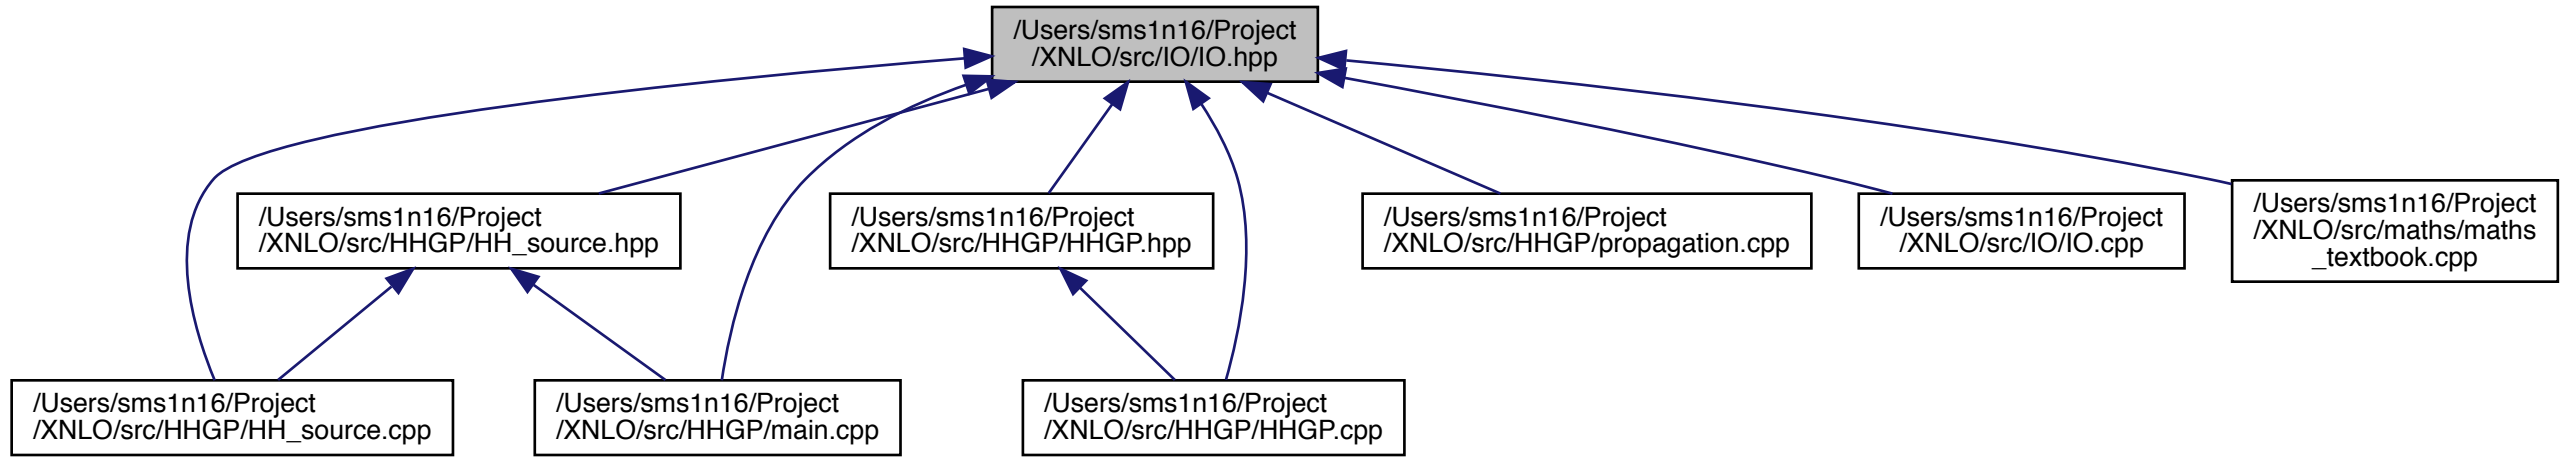 /Users/sms1n16/Project
/XNLO/src/IO/IO.hpp
/Users/sms1n16/Project
/XNLO/src/HHGP/HH_source.hpp
/Users/sms1n16/Project
/XNLO/src/HHGP/HHGP.hpp
/Users/sms1n16/Project
/XNLO/src/HHGP/propagation.cpp
/Users/sms1n16/Project
/XNLO/src/IO/IO.cpp
/Users/sms1n16/Project
/XNLO/src/maths/maths
_textbook.cpp
/Users/sms1n16/Project
/XNLO/src/HHGP/HH_source.cpp
/Users/sms1n16/Project
/XNLO/src/HHGP/main.cpp
/Users/sms1n16/Project
/XNLO/src/HHGP/HHGP.cpp